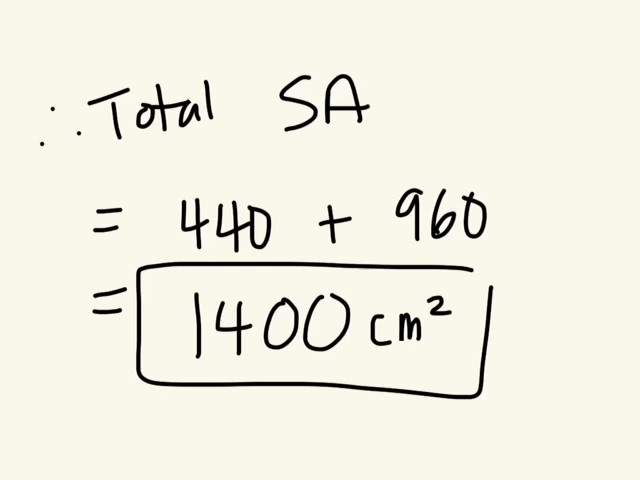 ∴ Total SA
= 440 + 960
= 1400 cm²